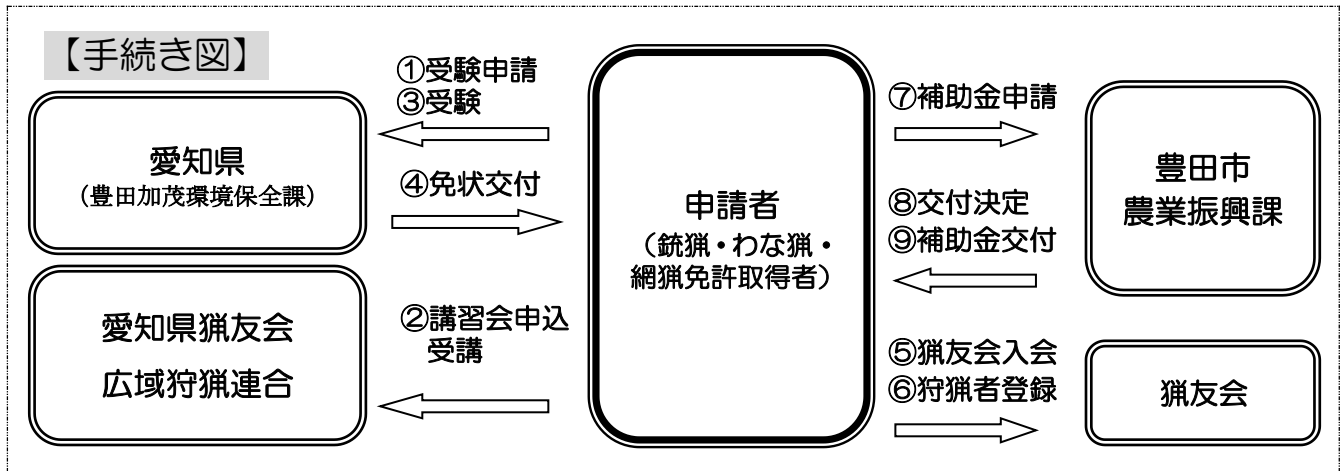 【手続き図】
①受験申請
③受験
愛知県
(豊田加茂環境保全課)
④免状交付
愛知県猟友会
広域狩猟連合
②講習会申込
受講
申請者
（銃猟・わな猟・
網猟免許取得者）
⑦補助金申請
豊田市
農業振興課
⑧交付決定
⑨補助金交付
⑤猟友会入会
⑥狩猟者登録
猟友会